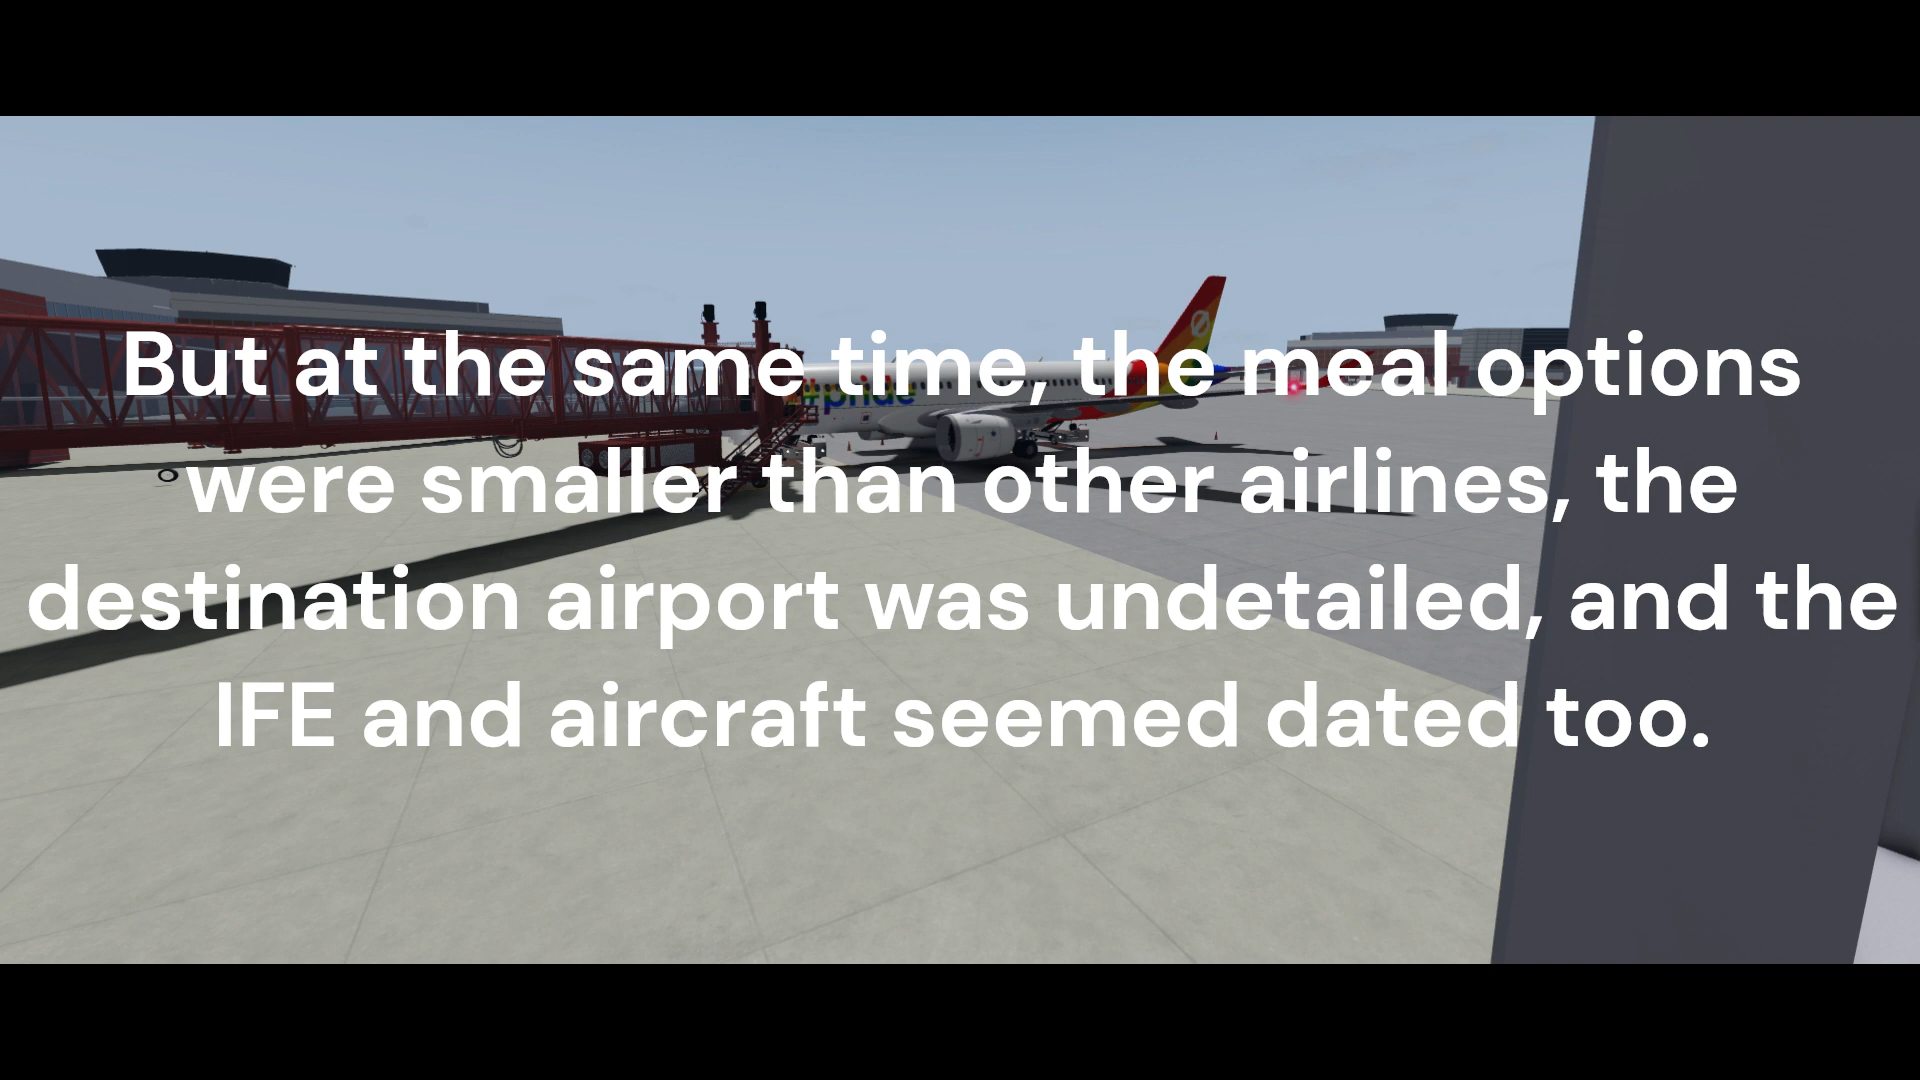 But at the same time, the meal options
were smaller than other airlines, the
destination airport was undetailed, and the
IFE and aircraft seemed dated too.
#pride